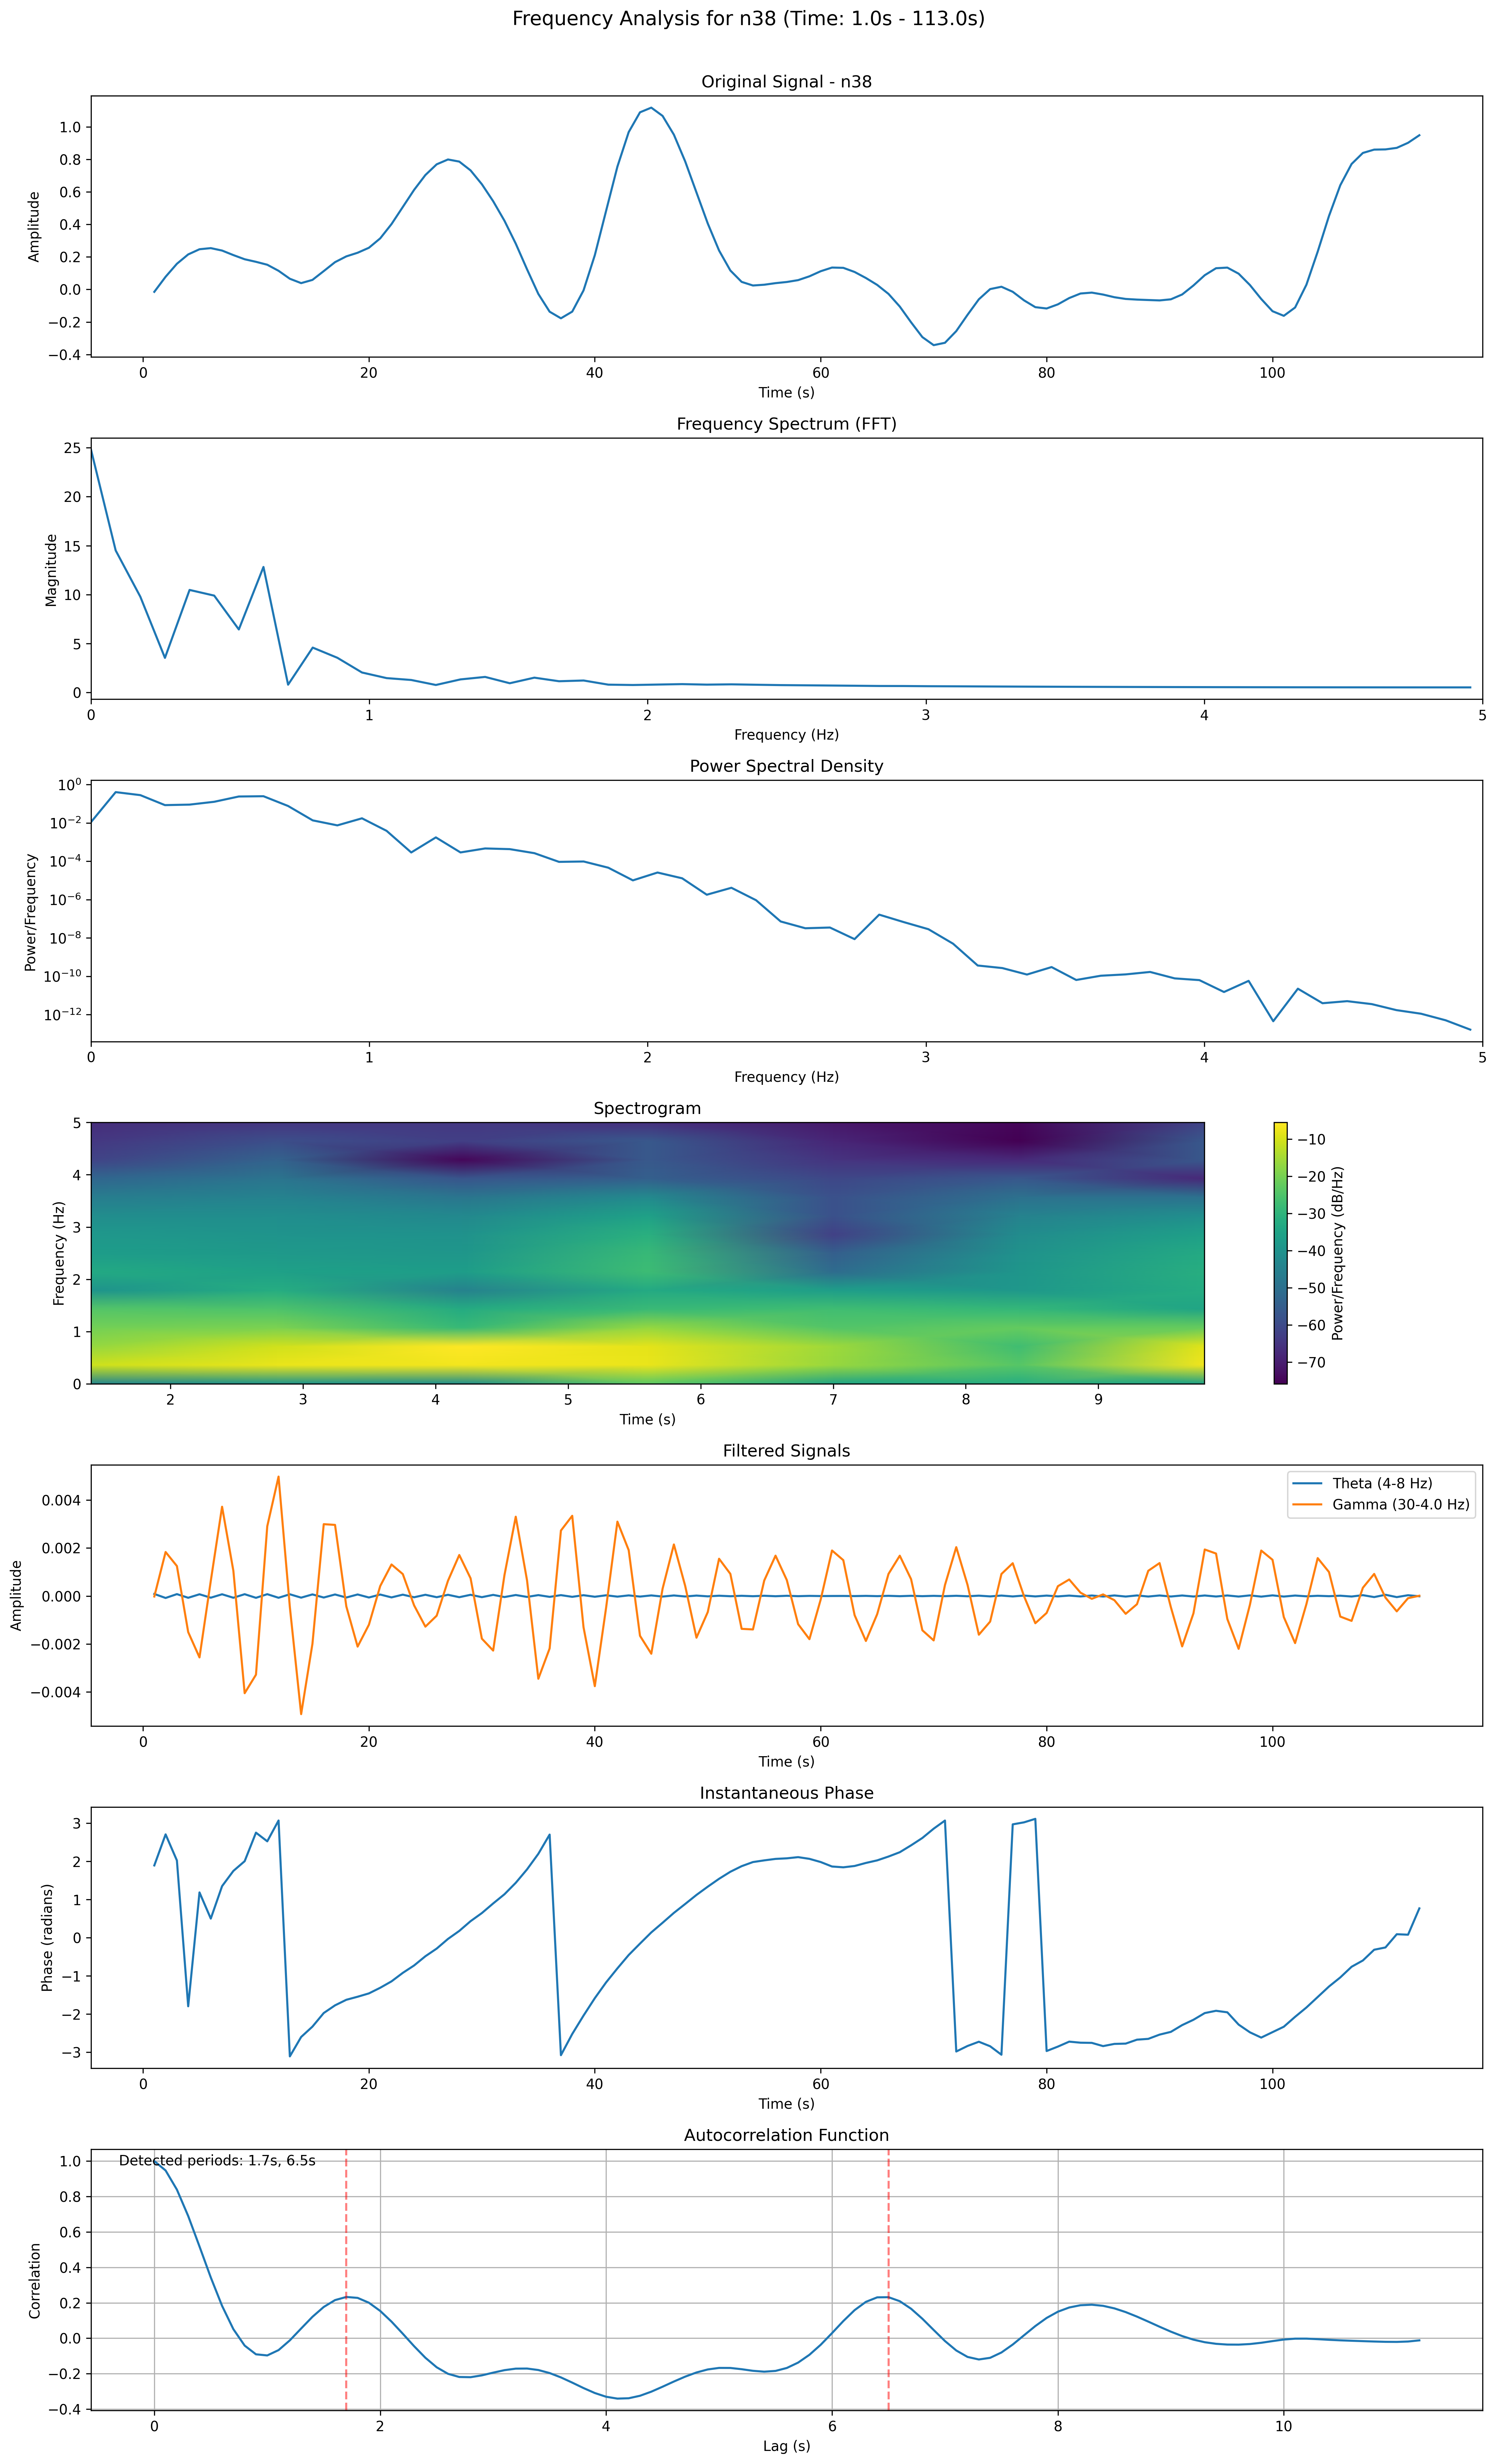 Frequency Analysis for n38 (Time: 1.0s - 113.0s)
Original Signal - n38
1.0
0.8
0.6
0.4
0.2
0.0
−0.2
−0.4
Amplitude
0 20 40 60 80 100
Time (s)
Frequency Spectrum (FFT)
25
20
15
10
5
0
Magnitude
0 1 2 3 4 5
Frequency (Hz)
Power Spectral Density
10⁰
10⁻²
10⁻⁴
10⁻⁶
10⁻⁸
10⁻¹⁰
10⁻¹²
Power/Frequency
0 1 2 3 4 5
Frequency (Hz)
Spectrogram
5
4
3
2
1
0
Frequency (Hz)
2 3 4 5 6 7 8 9
Time (s)
−10
−20
−30
−40
−50
−60
−70
Power/Frequency (dB/Hz)
Filtered Signals
0.004
0.002
0.000
−0.002
−0.004
Amplitude
Theta (4-8 Hz)
Gamma (30-4.0 Hz)
0 20 40 60 80 100
Time (s)
Instantaneous Phase
3
2
1
0
−1
−2
−3
Phase (radians)
0 20 40 60 80 100
Time (s)
Autocorrelation Function
Detected periods: 1.7s, 6.5s
1.0
0.8
0.6
0.4
0.2
0.0
−0.2
−0.4
Correlation
0 2 4 6 8 10
Lag (s)